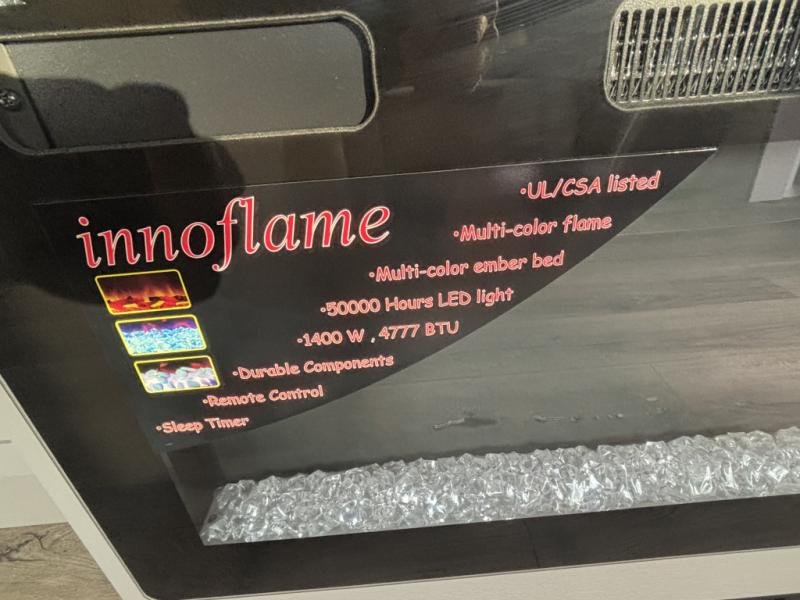 innoflame
·UL/CSA listed
·Multi-color flame
·Multi-color ember bed
·50000 Hours LED light
·1400 W , 4777 BTU
·Durable Components
·Remote Control
·Sleep Timer